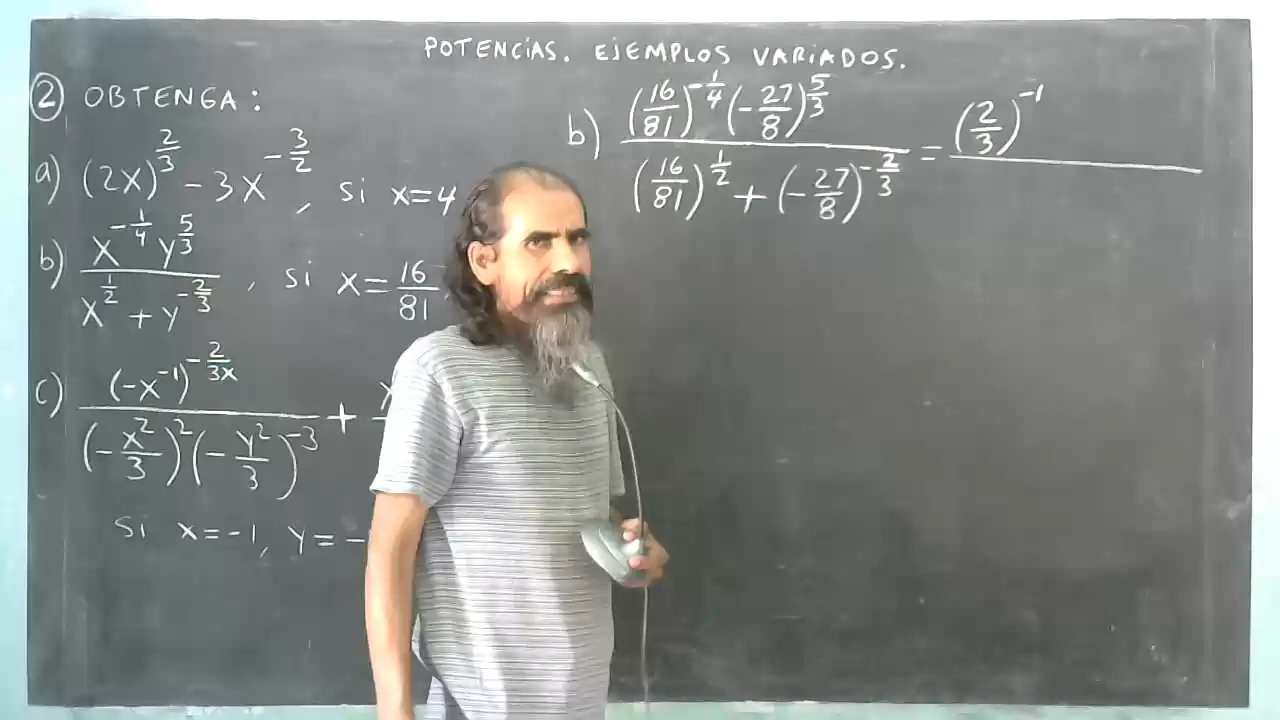 POTENCIAS. EJEMPLOS VARIADOS.
② OBTENGA:
a) (2x)^(2/3) - 3x^(-3/2), si x=4
b) x^(-1/4) y^(5/3) / (x^(1/2) + y^(-2/3)), si x=16/81
c) (-x^(-1))^(-2/(3x)) / ((-x²/3)² (-y²/3)^(-3)) +
si x=-1, y=-
b) (16/81)^(-1/4) (-27/8)^(5/3) / ((16/81)^(1/2) + (-27/8)^(-2/3)) = (2/3)^(-1)